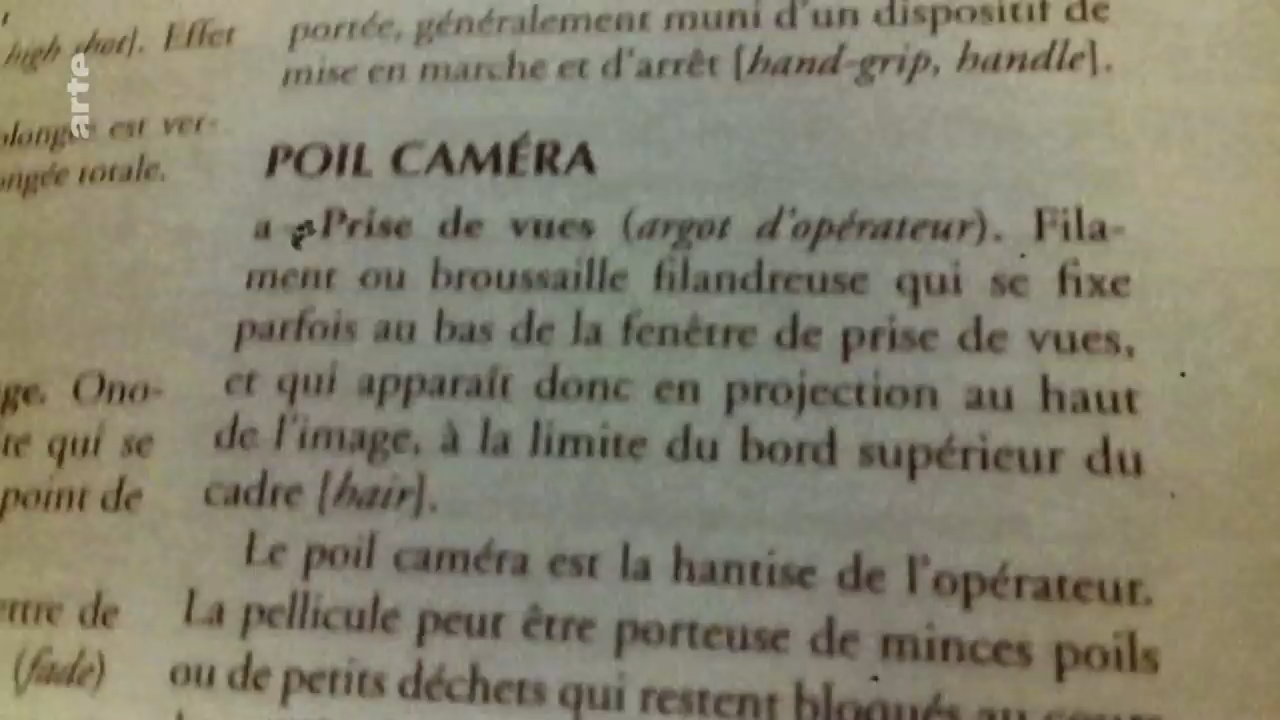 high shot]. Effet
est ver-
totale.
ge. Ono-
qui se
point de
de
(fade)
portée, généralement muni d'un dispositif de
mise en marche et d'arrêt [hand-grip, handle].
POIL CAMÉRA
a Prise de vues (argot d'opérateur). Fila-
ment ou broussaille filandreuse qui se fixe
parfois au bas de la fenêtre de prise de vues,
et qui apparaît donc en projection au haut
de l'image, à la limite du bord supérieur du
cadre [hair].
Le poil caméra est la hantise de l'opérateur.
La pellicule peut être porteuse de minces poils
ou de petits déchets qui restent bloqués au
arte